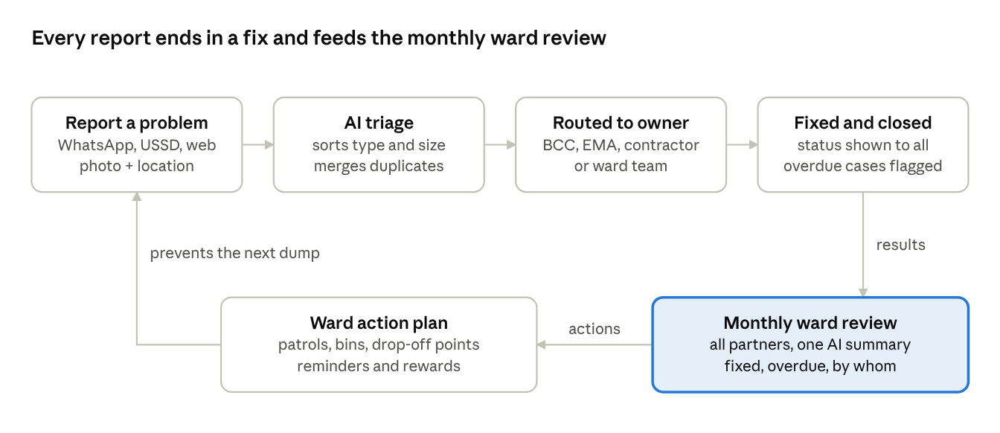 Every report ends in a fix and feeds the monthly ward review
Report a problem
WhatsApp, USSD, web
photo + location
AI triage
sorts type and size
merges duplicates
Routed to owner
BCC, EMA, contractor
or ward team
Fixed and closed
status shown to all
overdue cases flagged
prevents the next dump
results
Ward action plan
patrols, bins, drop-off points
reminders and rewards
actions
Monthly ward review
all partners, one AI summary
fixed, overdue, by whom